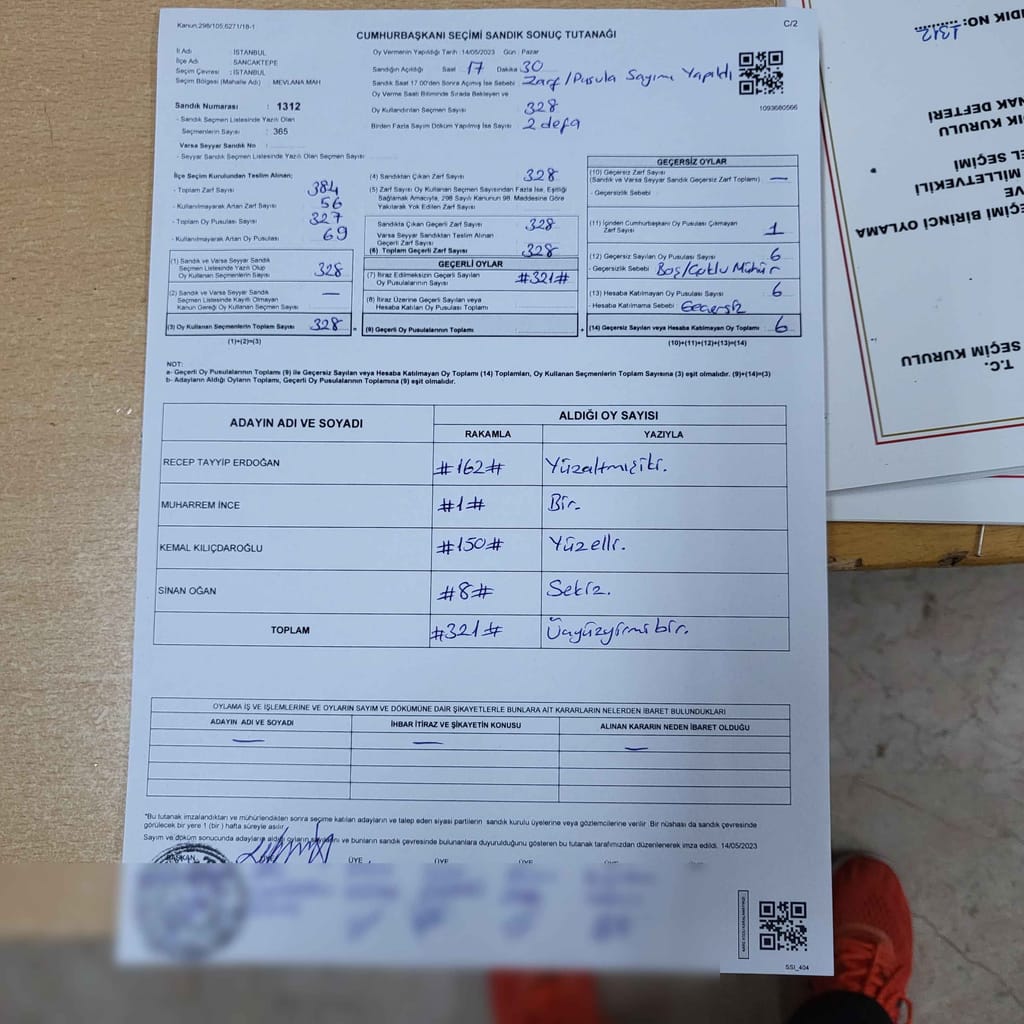 Kanun:298/105;6271/18-1
C/2
CUMHURBAŞKANI SEÇİMİ SANDIK SONUÇ TUTANAĞI
İl Adı : İSTANBUL
İlçe Adı : SANCAKTEPE
Seçim Çevresi : İSTANBUL
Seçim Bölgesi (Mahalle Adı) : MEVLANA MAH
Sandık Numarası : 1312
- Sandık Seçmen Listesinde Yazılı Olan
Seçmenlerin Sayısı : 365
Varsa Seyyar Sandık No :
- Seyyar Sandık Seçmen Listesinde Yazılı Olan Seçmen Sayısı :
Oy Vermenin Yapıldığı Tarih :14/05/2023 Gün : Pazar
Sandığın Açıldığı Saat 17 Dakika 30
Sandık Saat 17.00'den Sonra Açılmış İse Sebebi Zarf/Pusula Sayımı Yapıldı
Oy Verme Saati Bitiminde Sırada Bekleyen ve
Oy Kullandırılan Seçmen Sayısı 328
Birden Fazla Sayım Döküm Yapılmış İse Sayısı 2 defa
1093680566
İlçe Seçim Kurulundan Teslim Alınan;
- Toplam Zarf Sayısı 384
- Kullanılmayarak Artan Zarf Sayısı 56
- Toplam Oy Pusulası Sayısı 327
- Kullanılmayarak Artan Oy Pusulası 69
(1) Sandık ve Varsa Seyyar Sandık
Seçmen Listesinde Yazılı Olup
Oy Kullanan Seçmenlerin Sayısı 328
(2) Sandık ve Varsa Seyyar Sandık
Seçmen Listesinde Kayıtlı Olmayan
Kanun Gereği Oy Kullanan Seçmen Sayısı —
(3) Oy Kullanan Seçmenlerin Toplam Sayısı 328 =
(1)+(2)=(3)
(4) Sandıktan Çıkan Zarf Sayısı 328
(5) Zarf Sayısı Oy Kullanan Seçmen Sayısından Fazla İse, Eşitliği
Sağlamak Amacıyla, 298 Sayılı Kanunun 98. Maddesine Göre
Yakılarak Yok Edilen Zarf Sayısı
Sandıkta Çıkan Geçerli Zarf Sayısı 328
Varsa Seyyar Sandıktan Teslim Alınan
Geçerli Zarf Sayısı
(6) Toplam Geçerli Zarf Sayısı 328
GEÇERLİ OYLAR
(7) İtiraz Edilmeksizin Geçerli Sayılan
Oy Pusulalarının Sayısı #321#
(8) İtiraz Üzerine Geçerli Sayılan veya
Hesaba Katılan Oy Pusulası Toplamı
(9) Geçerli Oy Pusulalarının Toplamı +
GEÇERSİZ OYLAR
(10) Geçersiz Zarf Sayısı
(Sandık ve Varsa Seyyar Sandık Geçersiz Zarf Toplamı) —
- Geçersizlik Sebebi
(11) İçinden Cumhurbaşkanı Oy Pusulası Çıkmayan
Zarf Sayısı 1
(12) Geçersiz Sayılan Oy Pusulası Sayısı 6
- Geçersizlik Sebebi Boş/Çoklu Mühür
(13) Hesaba Katılmayan Oy Pusulası Sayısı 6
- Hesaba Katılmama Sebebi Geçersiz
(14) Geçersiz Sayılan veya Hesaba Katılmayan Oy Toplamı 6
(10)+(11)+(12)+(13)=(14)
NOT:
a- Geçerli Oy Pusulalarının Toplamı (9) ile Geçersiz Sayılan veya Hesaba Katılmayan Oy Toplamı (14) Toplamları, Oy Kullanan Seçmenlerin Toplam Sayısına (3) eşit olmalıdır. (9)+(14)=(3)
b- Adayların Aldığı Oyların Toplamı, Geçerli Oy Pusulalarının Toplamına (9) eşit olmalıdır.
ADAYIN ADI VE SOYADI ALDIĞI OY SAYISI
RAKAMLA YAZIYLA
RECEP TAYYİP ERDOĞAN #162# Yüzaltmışiki.
MUHARREM İNCE #1# Bir.
KEMAL KILIÇDAROĞLU #150# Yüzelli.
SİNAN OĞAN #8# Sekiz.
TOPLAM #321# Üçyüzyirmibir.
OYLAMA İŞ VE İŞLEMLERİNE VE OYLARIN SAYIM VE DÖKÜMÜNE DAİR ŞİKAYETLERLE BUNLARA AİT KARARLARIN NELERDEN İBARET BULUNDUKLARI
ADAYIN ADI VE SOYADI İHBAR İTİRAZ VE ŞİKAYETİN KONUSU ALINAN KARARIN NEDEN İBARET OLDUĞU
— — —
*Bu tutanak imzalandıktan ve mühürlendikten sonra seçime katılan adayların ve talep eden siyasi partilerin sandık kurulu üyelerine veya gözlemcilerine verilir. Bir nüshası da sandık çevresinde
görülecek bir yere 1 (bir) hafta süreyle asılır.
Sayım ve döküm sonucunda adayların aldığı oyların sayısını ve bunların sandık çevresinde bulunanlara duyurulduğunu gösteren bu tutanak tarafımızdan düzenlenerek imza edildi. 14/05/2023
BAŞKAN ÜYE ÜYE ÜYE ÜYE ÜYE
SSI_404
SANDIK NO: 1312
SANDIK KURULU
TUTANAK DEFTERİ
GENEL SEÇİMİ
MİLLETVEKİLİ
VE
SEÇİMİ BİRİNCİ OYLAMA
SEÇİM KURULU
T.C.